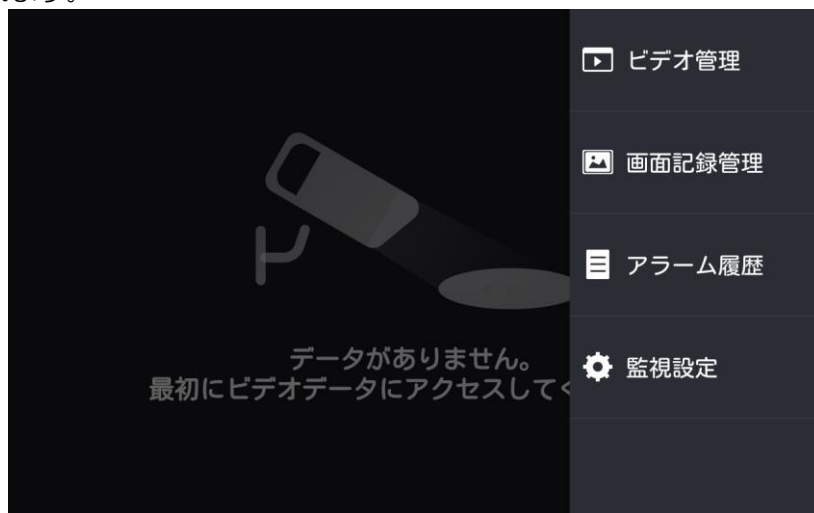 ビデオ管理
画面記録管理
アラーム履歴
監視設定
データがありません。
最初にビデオデータにアクセスしてく